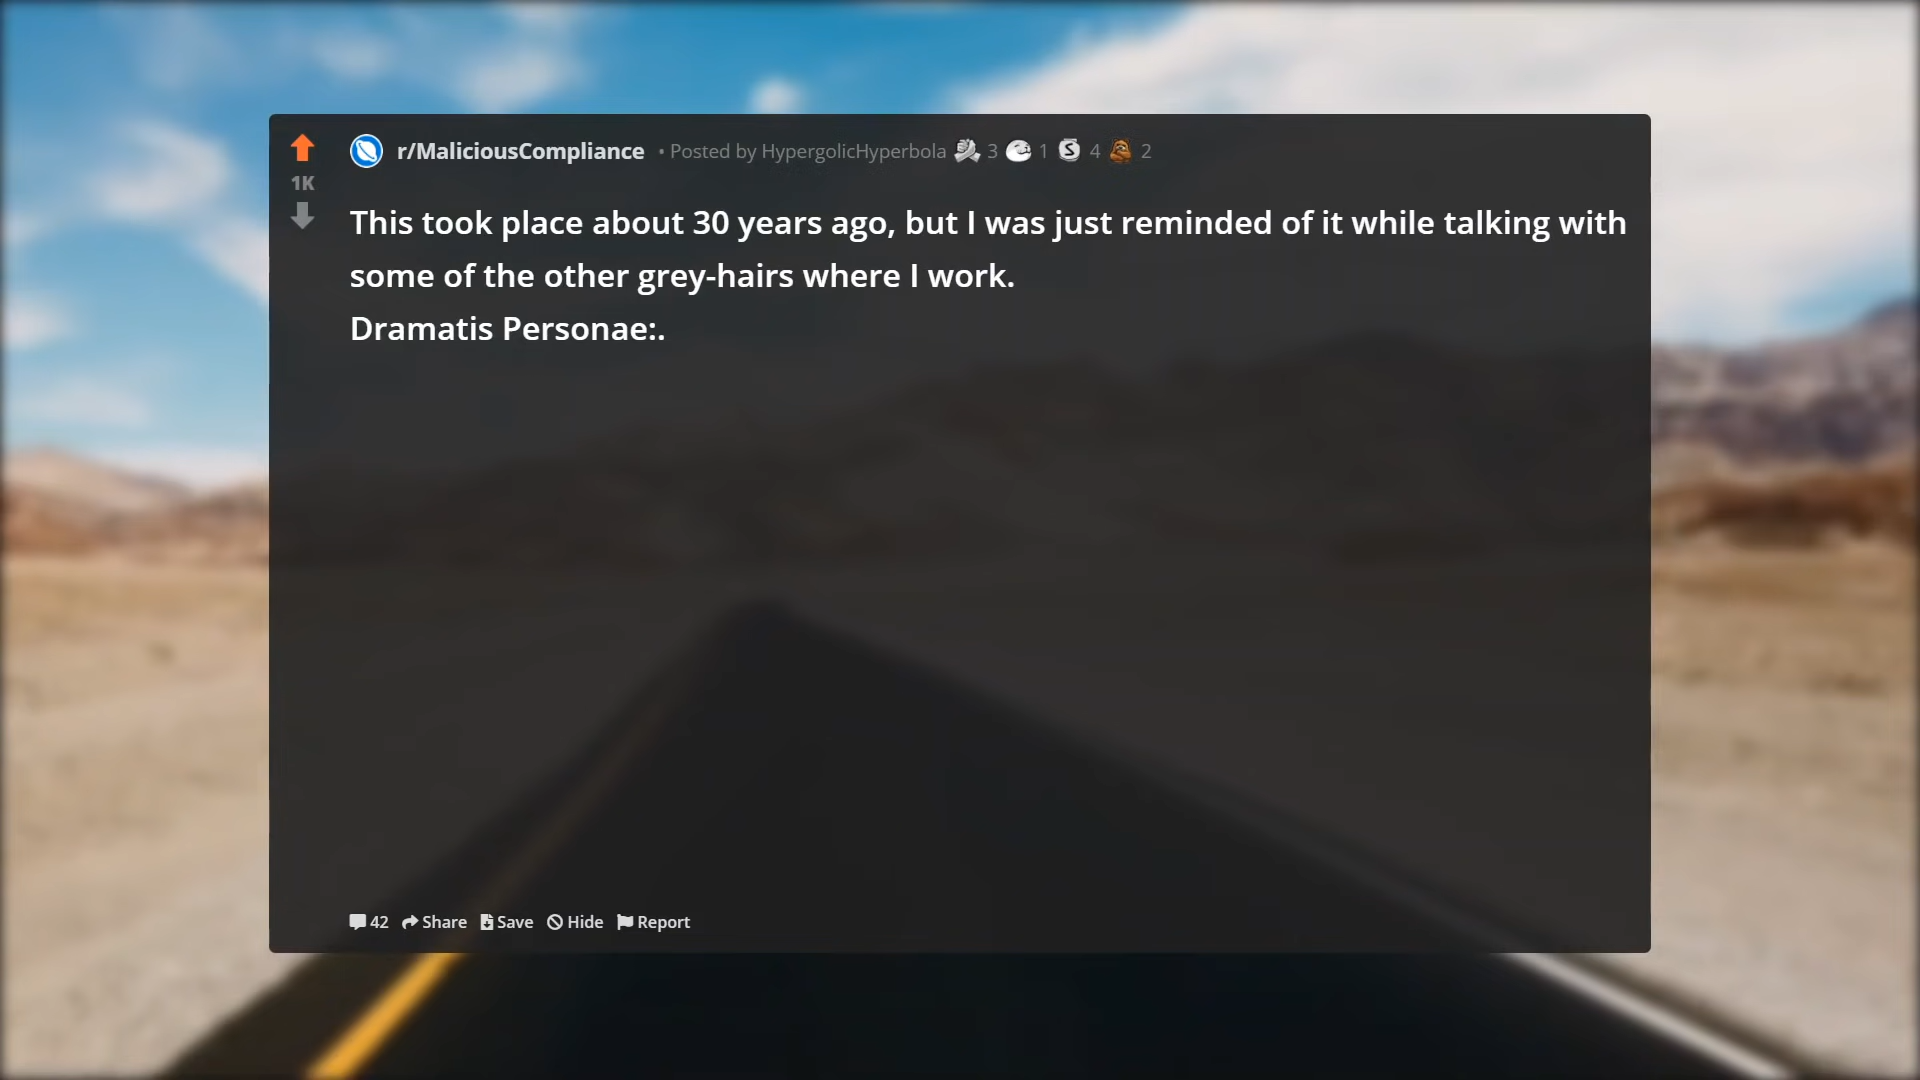 r/MaliciousCompliance • Posted by HypergolicHyperbola 3 1 4 2
1K
This took place about 30 years ago, but I was just reminded of it while talking with
some of the other grey-hairs where I work.
Dramatis Personae:.
42 Share Save Hide Report